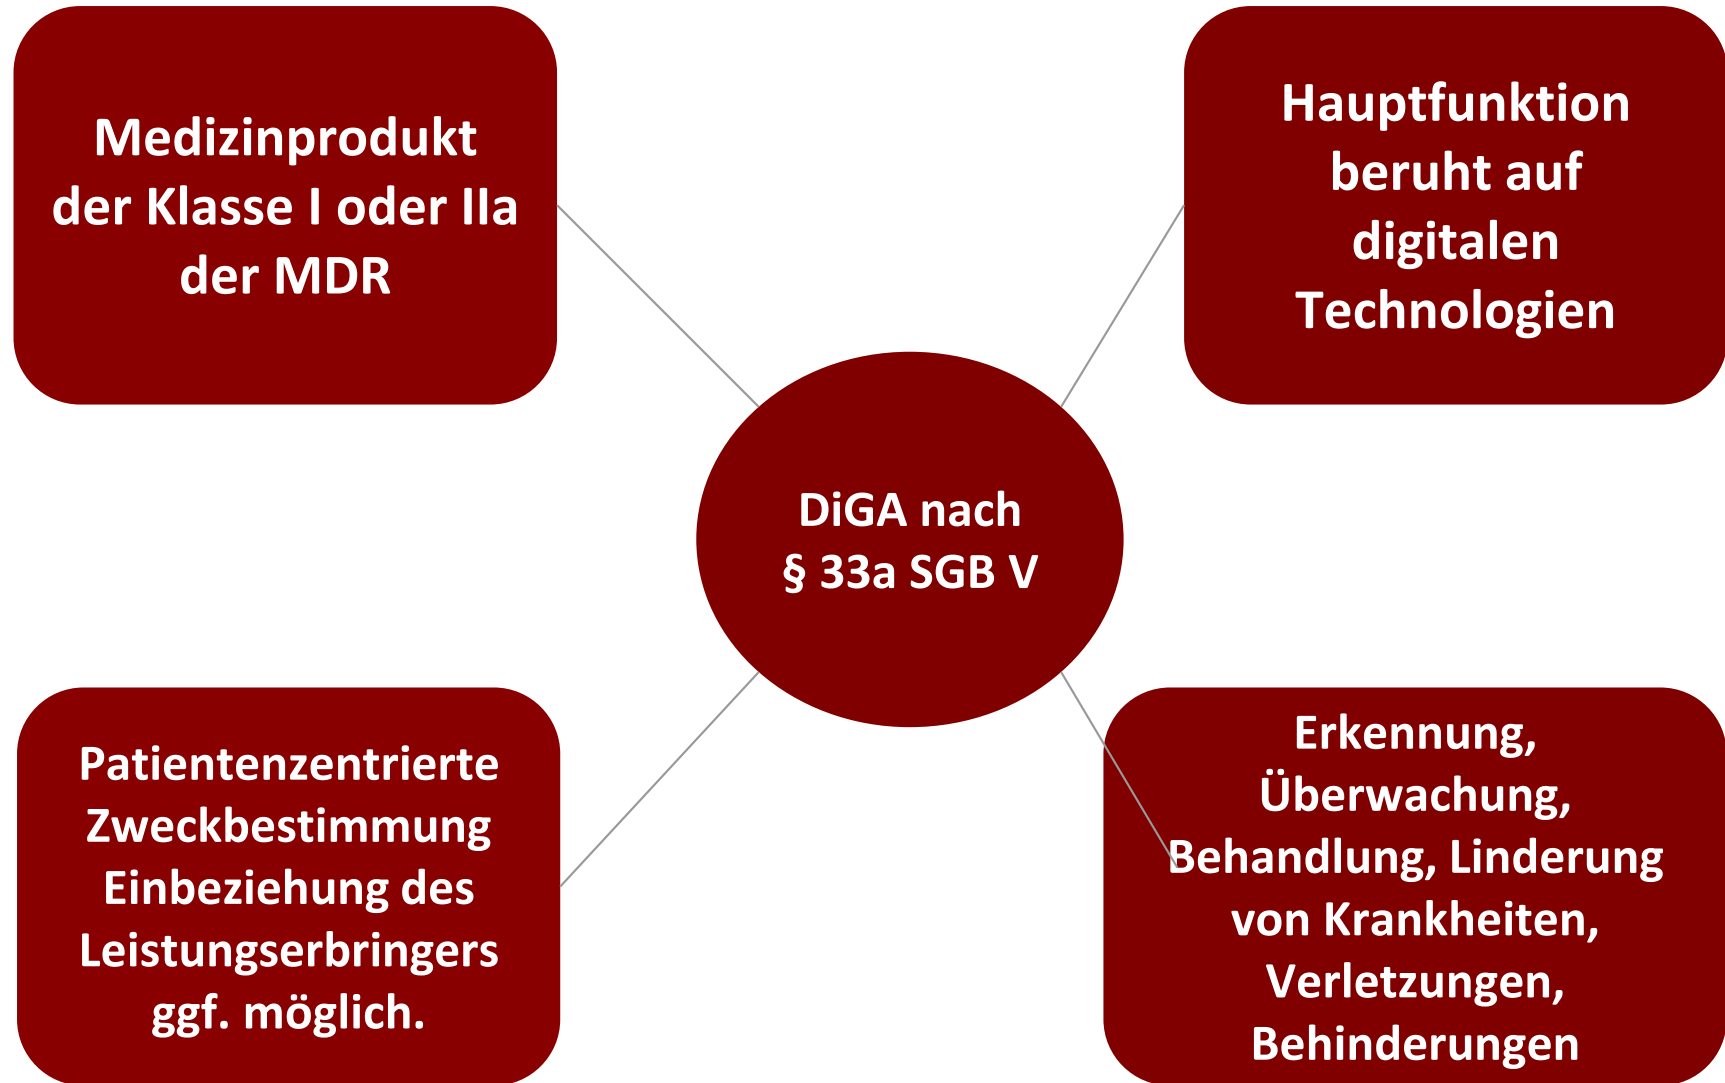 Medizinprodukt
der Klasse I oder IIa
der MDR
Hauptfunktion
beruht auf
digitalen
Technologien
DiGA nach
§ 33a SGB V
Patientenzentrierte
Zweckbestimmung
Einbeziehung des
Leistungserbringers
ggf. möglich.
Erkennung,
Überwachung,
Behandlung, Linderung
von Krankheiten,
Verletzungen,
Behinderungen